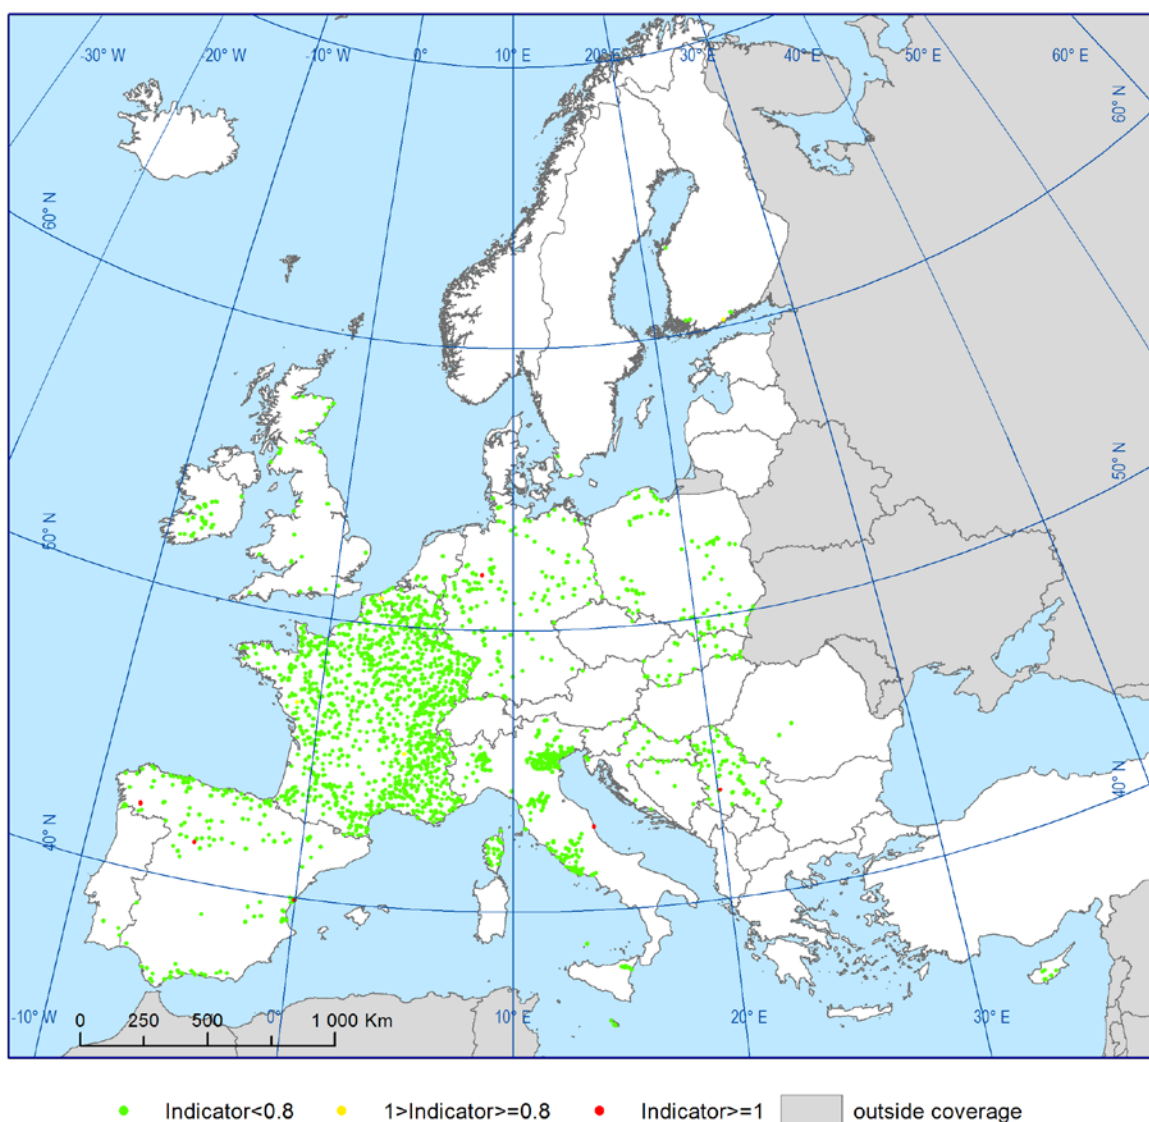 -30° W -20° W -10° W 0° 10° E 20° E 30° E 40° E 50° E 60° E
60° N
60° N
50° N
50° N
40° N
40° N
-10° W 0° 10° E 20° E 30° E
0 250 500 1 000 Km
Indicator<0.8 1>Indicator>=0.8 Indicator>=1 outside coverage